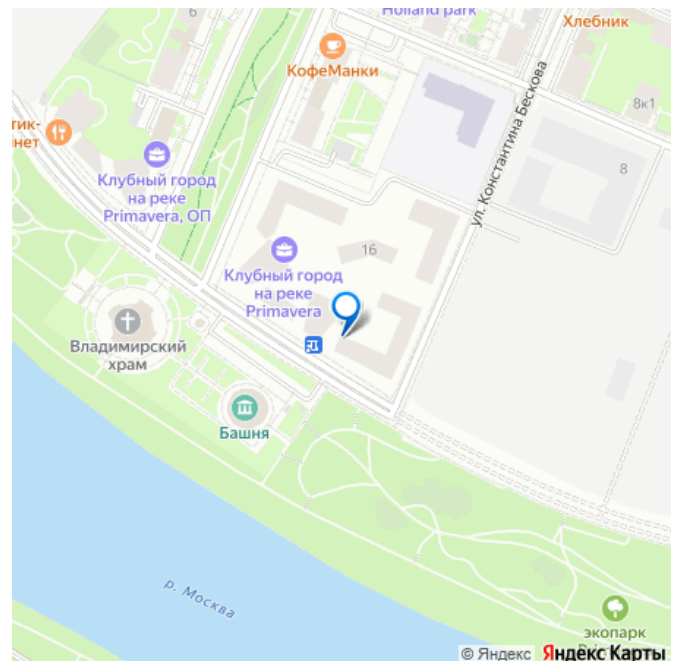 Holland park
6
Хлебник
КофеМанки
8к1
тик-
нет
ул. Константина Бескова
8
Клубный город
на реке
Primavera, ОП
16
Клубный город
на реке
Primavera
Владимирский
храм
Башня
р. Москва
экопарк
© Яндекс Яндекс Карты